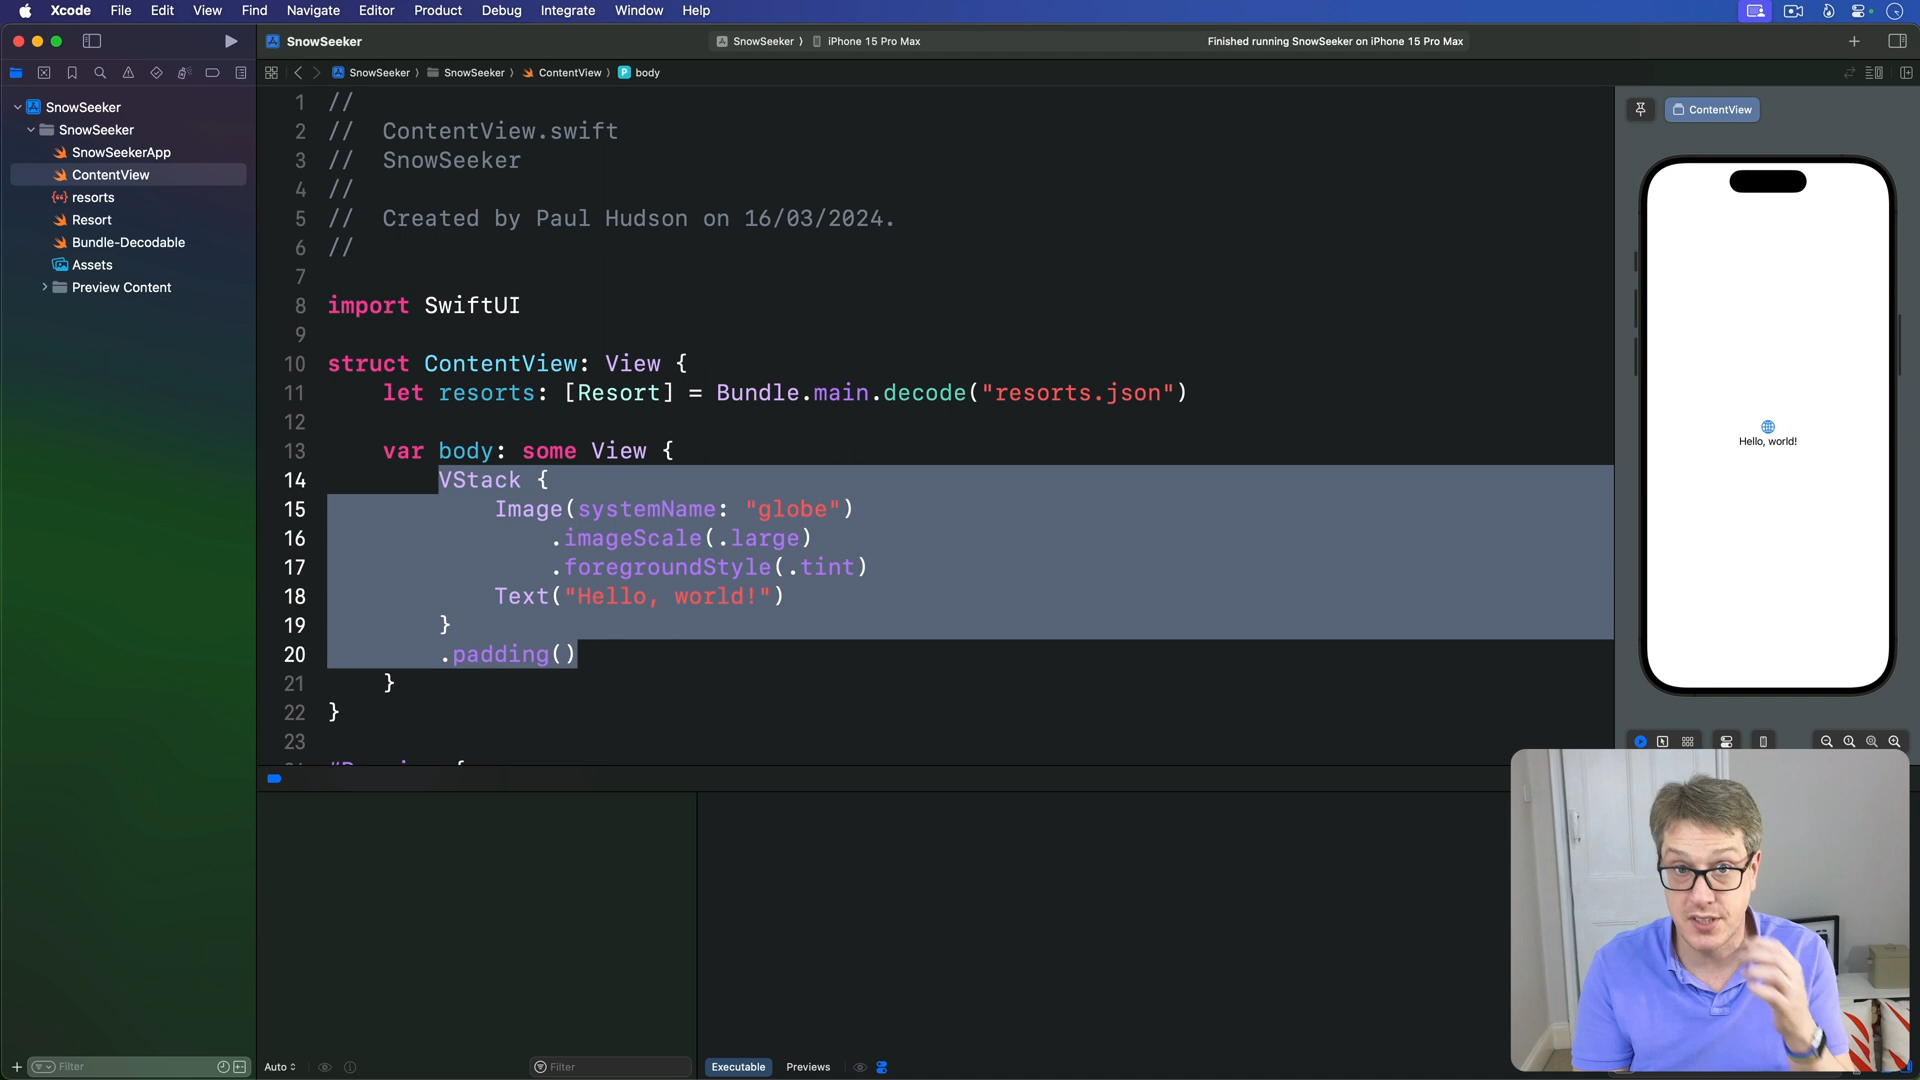 Xcode File Edit View Find Navigate Editor Product Debug Integrate Window Help
SnowSeeker
SnowSeeker 〉 iPhone 15 Pro Max
Finished running SnowSeeker on iPhone 15 Pro Max
SnowSeeker 〉 SnowSeeker 〉 ContentView 〉 body
SnowSeeker
SnowSeeker
SnowSeekerApp
ContentView
resorts
Resort
Bundle-Decodable
Assets
Preview Content
1 //
2 //  ContentView.swift
3 //  SnowSeeker
4 //
5 //  Created by Paul Hudson on 16/03/2024.
6 //
7
8 import SwiftUI
9
10 struct ContentView: View {
11     let resorts: [Resort] = Bundle.main.decode("resorts.json")
12
13     var body: some View {
14         VStack {
15             Image(systemName: "globe")
16                 .imageScale(.large)
17                 .foregroundStyle(.tint)
18             Text("Hello, world!")
19         }
20         .padding()
21     }
22 }
23
ContentView
Hello, world!
Filter
Auto
Filter
Executable
Previews